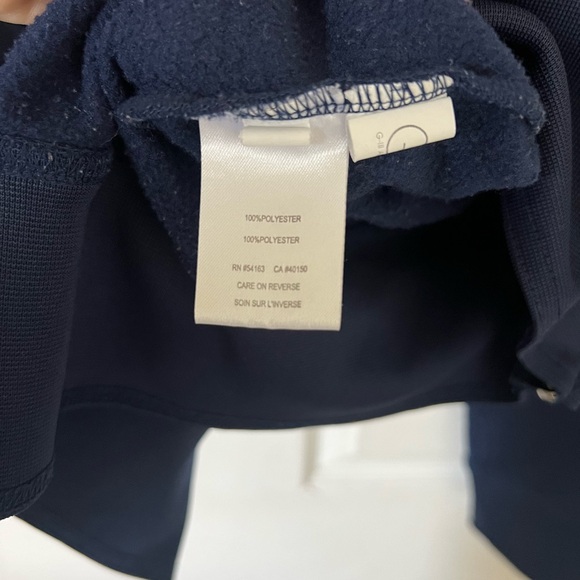 100%POLYESTER
100%POLYESTER
RN #54163 CA #40150
CARE ON REVERSE
SOIN SUR L'INVERSE